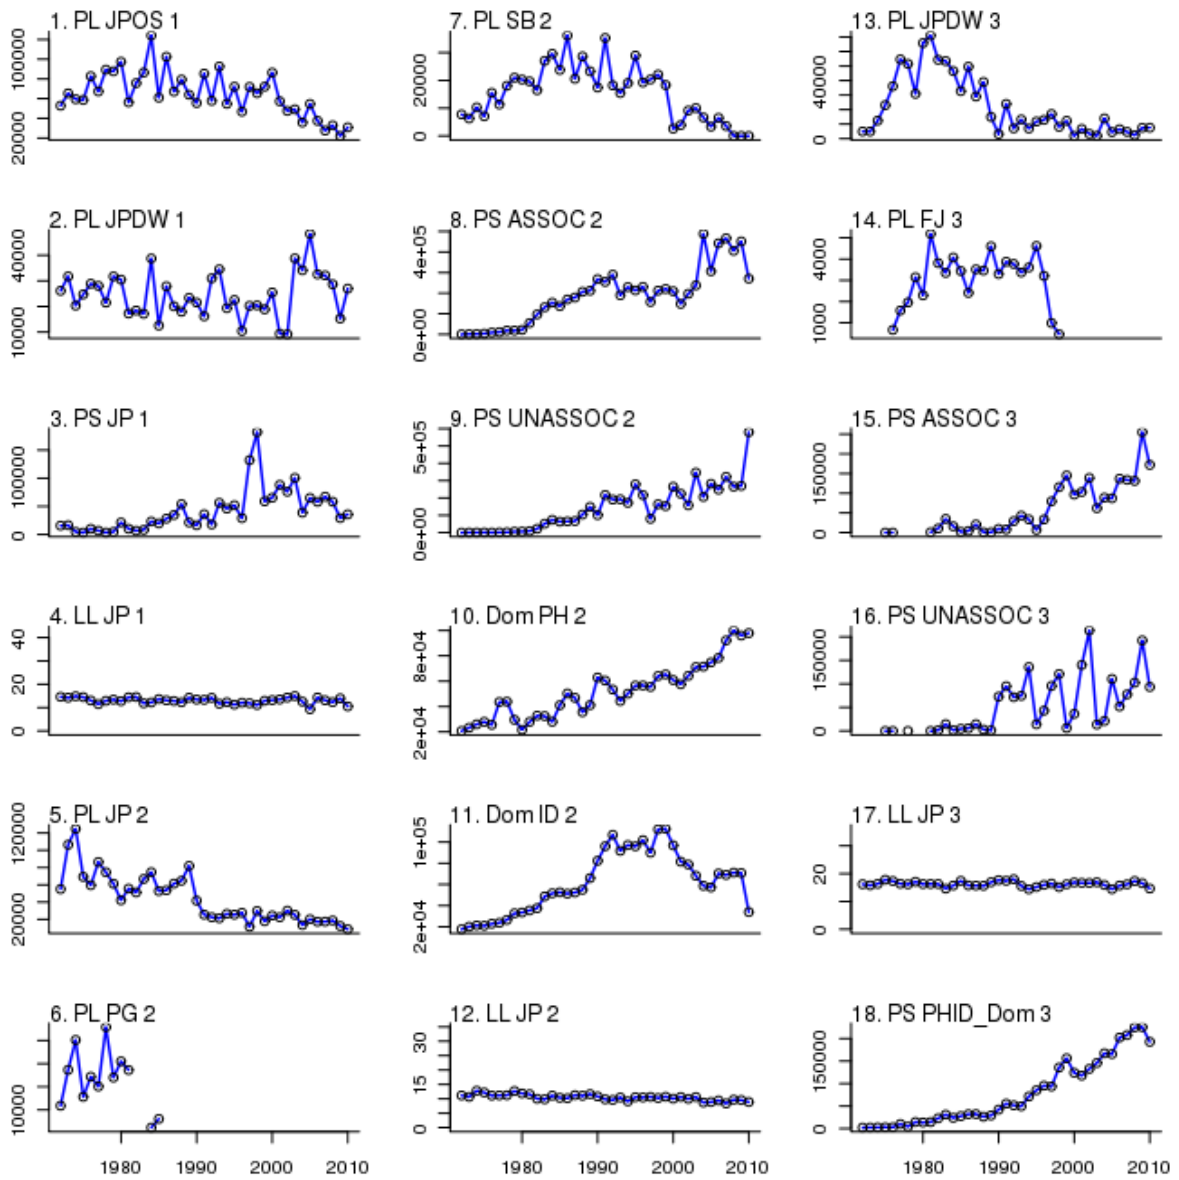 1. PL JPOS 1
20000 100000
7. PL SB 2
0 20000
13. PL JPDW 3
0 40000
2. PL JPDW 1
10000 40000
8. PS ASSOC 2
0e+00 4e+05
14. PL FJ 3
1000 4000
3. PS JP 1
0 100000
9. PS UNASSOC 2
0e+00 5e+05
15. PS ASSOC 3
0 150000
4. LL JP 1
0 20 40
10. Dom PH 2
2e+04 8e+04
16. PS UNASSOC 3
0 150000
5. PL JP 2
20000 120000
11. Dom ID 2
2e+04 1e+05
17. LL JP 3
0 20
6. PL PG 2
10000
12. LL JP 2
0 15 30
18. PS PHID_Dom 3
0 150000
1980 1990 2000 2010
1980 1990 2000 2010
1980 1990 2000 2010